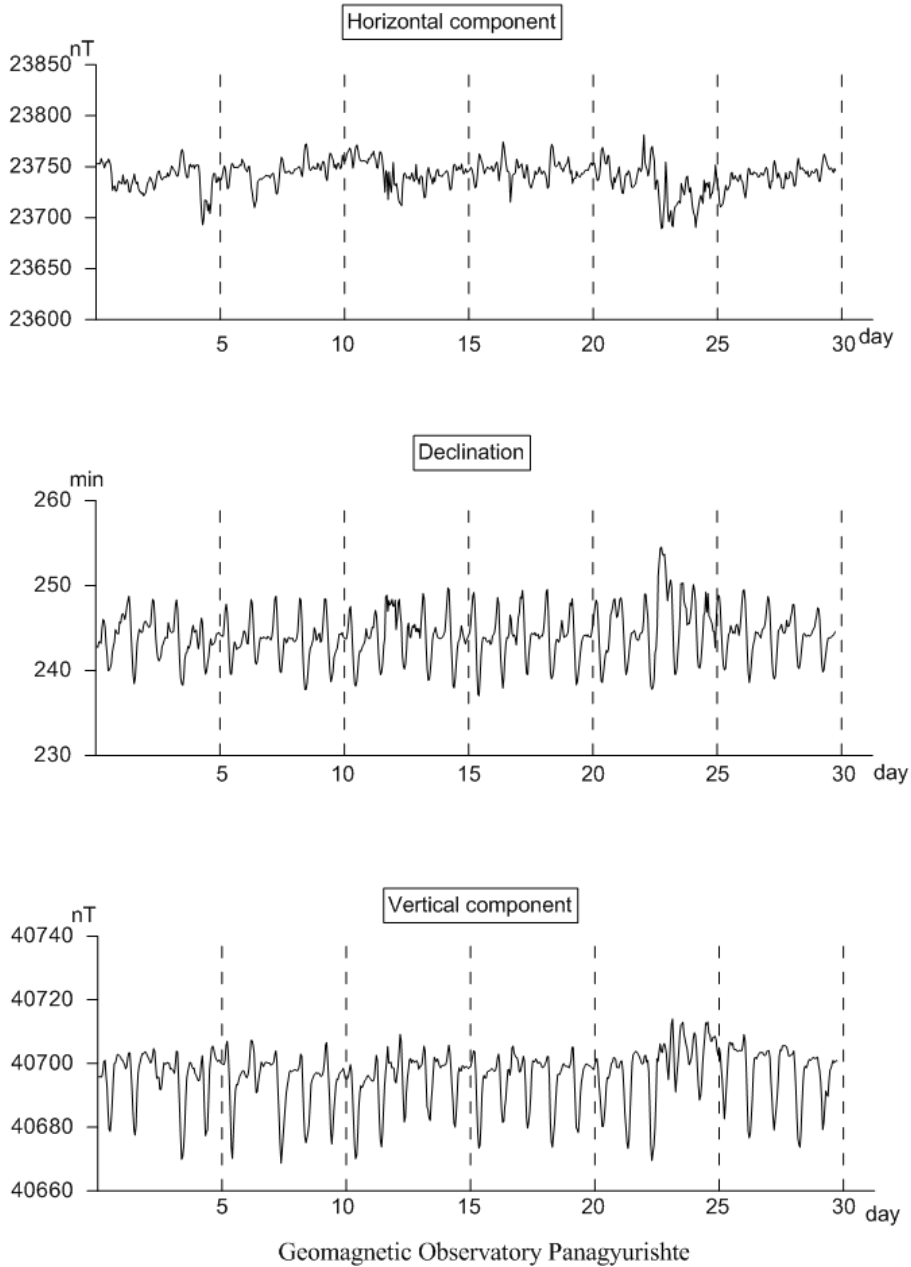 Horizontal component
nT
23850
23800
23750
23700
23650
23600
5 10 15 20 25 30 day
Declination
min
260
250
240
230
5 10 15 20 25 30 day
Vertical component
nT
40740
40720
40700
40680
40660
5 10 15 20 25 30 day
Geomagnetic Observatory Panagyurishte